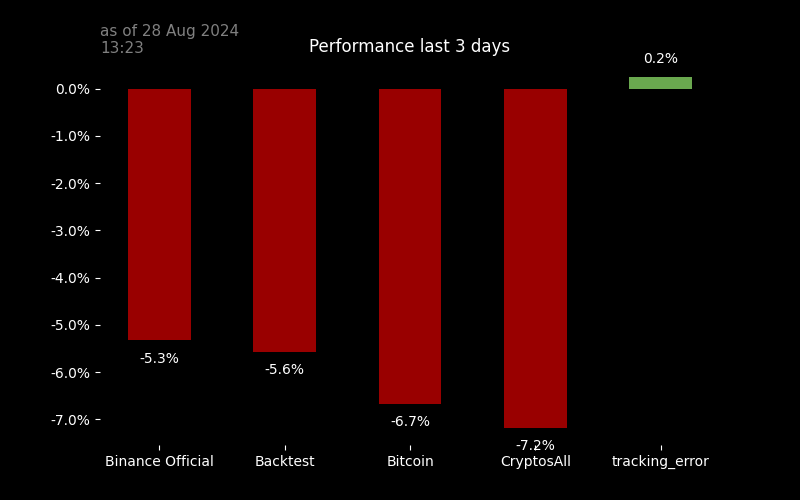 as of 28 Aug 2024
13:23
Performance last 3 days
0.2%
0.0%
-1.0%
-2.0%
-3.0%
-4.0%
-5.0%
-6.0%
-7.0%
-5.3%
-5.6%
-6.7%
-7.2%
Binance Official
Backtest
Bitcoin
CryptosAll
tracking_error